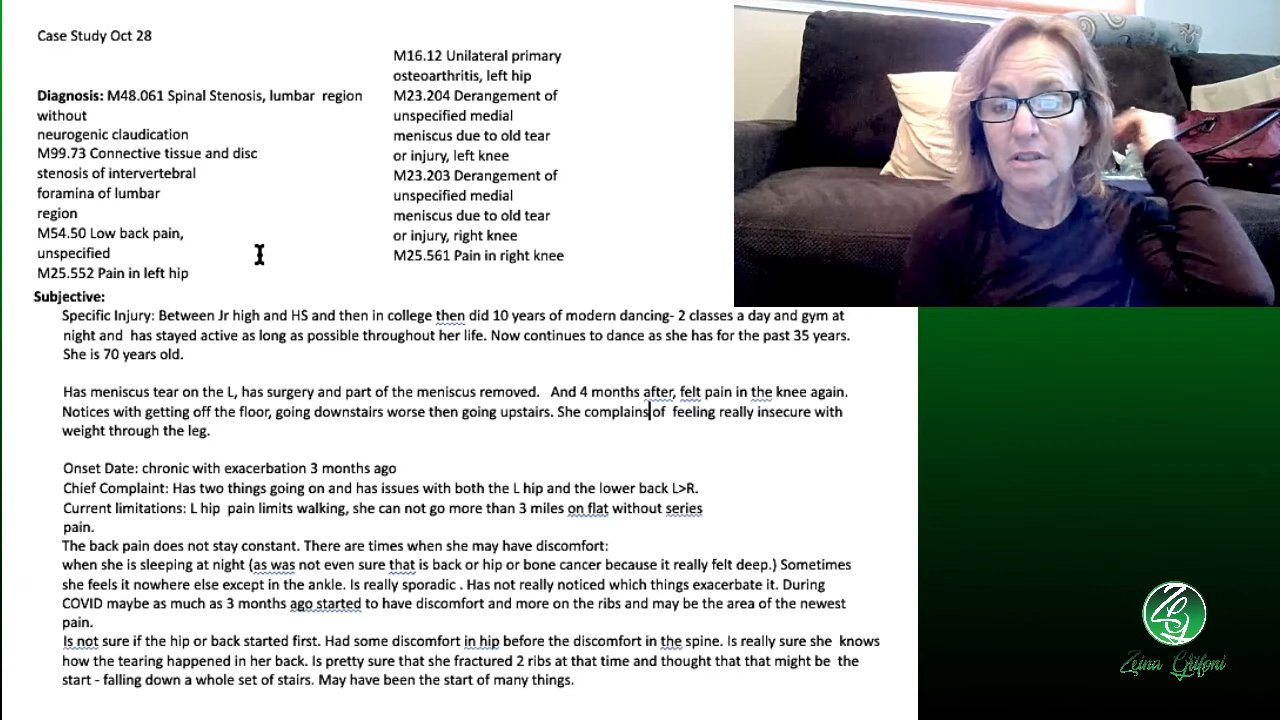 Case Study Oct 28
Diagnosis: M48.061 Spinal Stenosis, lumbar region
without
neurogenic claudication
M99.73 Connective tissue and disc
stenosis of intervertebral
foramina of lumbar
region
M54.50 Low back pain,
unspecified
M25.552 Pain in left hip
M16.12 Unilateral primary
osteoarthritis, left hip
M23.204 Derangement of
unspecified medial
meniscus due to old tear
or injury, left knee
M23.203 Derangement of
unspecified medial
meniscus due to old tear
or injury, right knee
M25.561 Pain in right knee
Subjective:
Specific Injury: Between Jr high and HS and then in college then did 10 years of modern dancing- 2 classes a day and gym at
night and has stayed active as long as possible throughout her life. Now continues to dance as she has for the past 35 years.
She is 70 years old.
Has meniscus tear on the L, has surgery and part of the meniscus removed. And 4 months after, felt pain in the knee again.
Notices with getting off the floor, going downstairs worse then going upstairs. She complains of feeling really insecure with
weight through the leg.
Onset Date: chronic with exacerbation 3 months ago
Chief Complaint: Has two things going on and has issues with both the L hip and the lower back L>R.
Current limitations: L hip pain limits walking, she can not go more than 3 miles on flat without series
pain.
The back pain does not stay constant. There are times when she may have discomfort:
when she is sleeping at night (as was not even sure that is back or hip or bone cancer because it really felt deep.) Sometimes
she feels it nowhere else except in the ankle. Is really sporadic . Has not really noticed which things exacerbate it. During
COVID maybe as much as 3 months ago started to have discomfort and more on the ribs and may be the area of the newest
pain.
Is not sure if the hip or back started first. Had some discomfort in hip before the discomfort in the spine. Is really sure she knows
how the tearing happened in her back. Is pretty sure that she fractured 2 ribs at that time and thought that that might be the
start - falling down a whole set of stairs. May have been the start of many things.
ZG
Zeina Grifoni